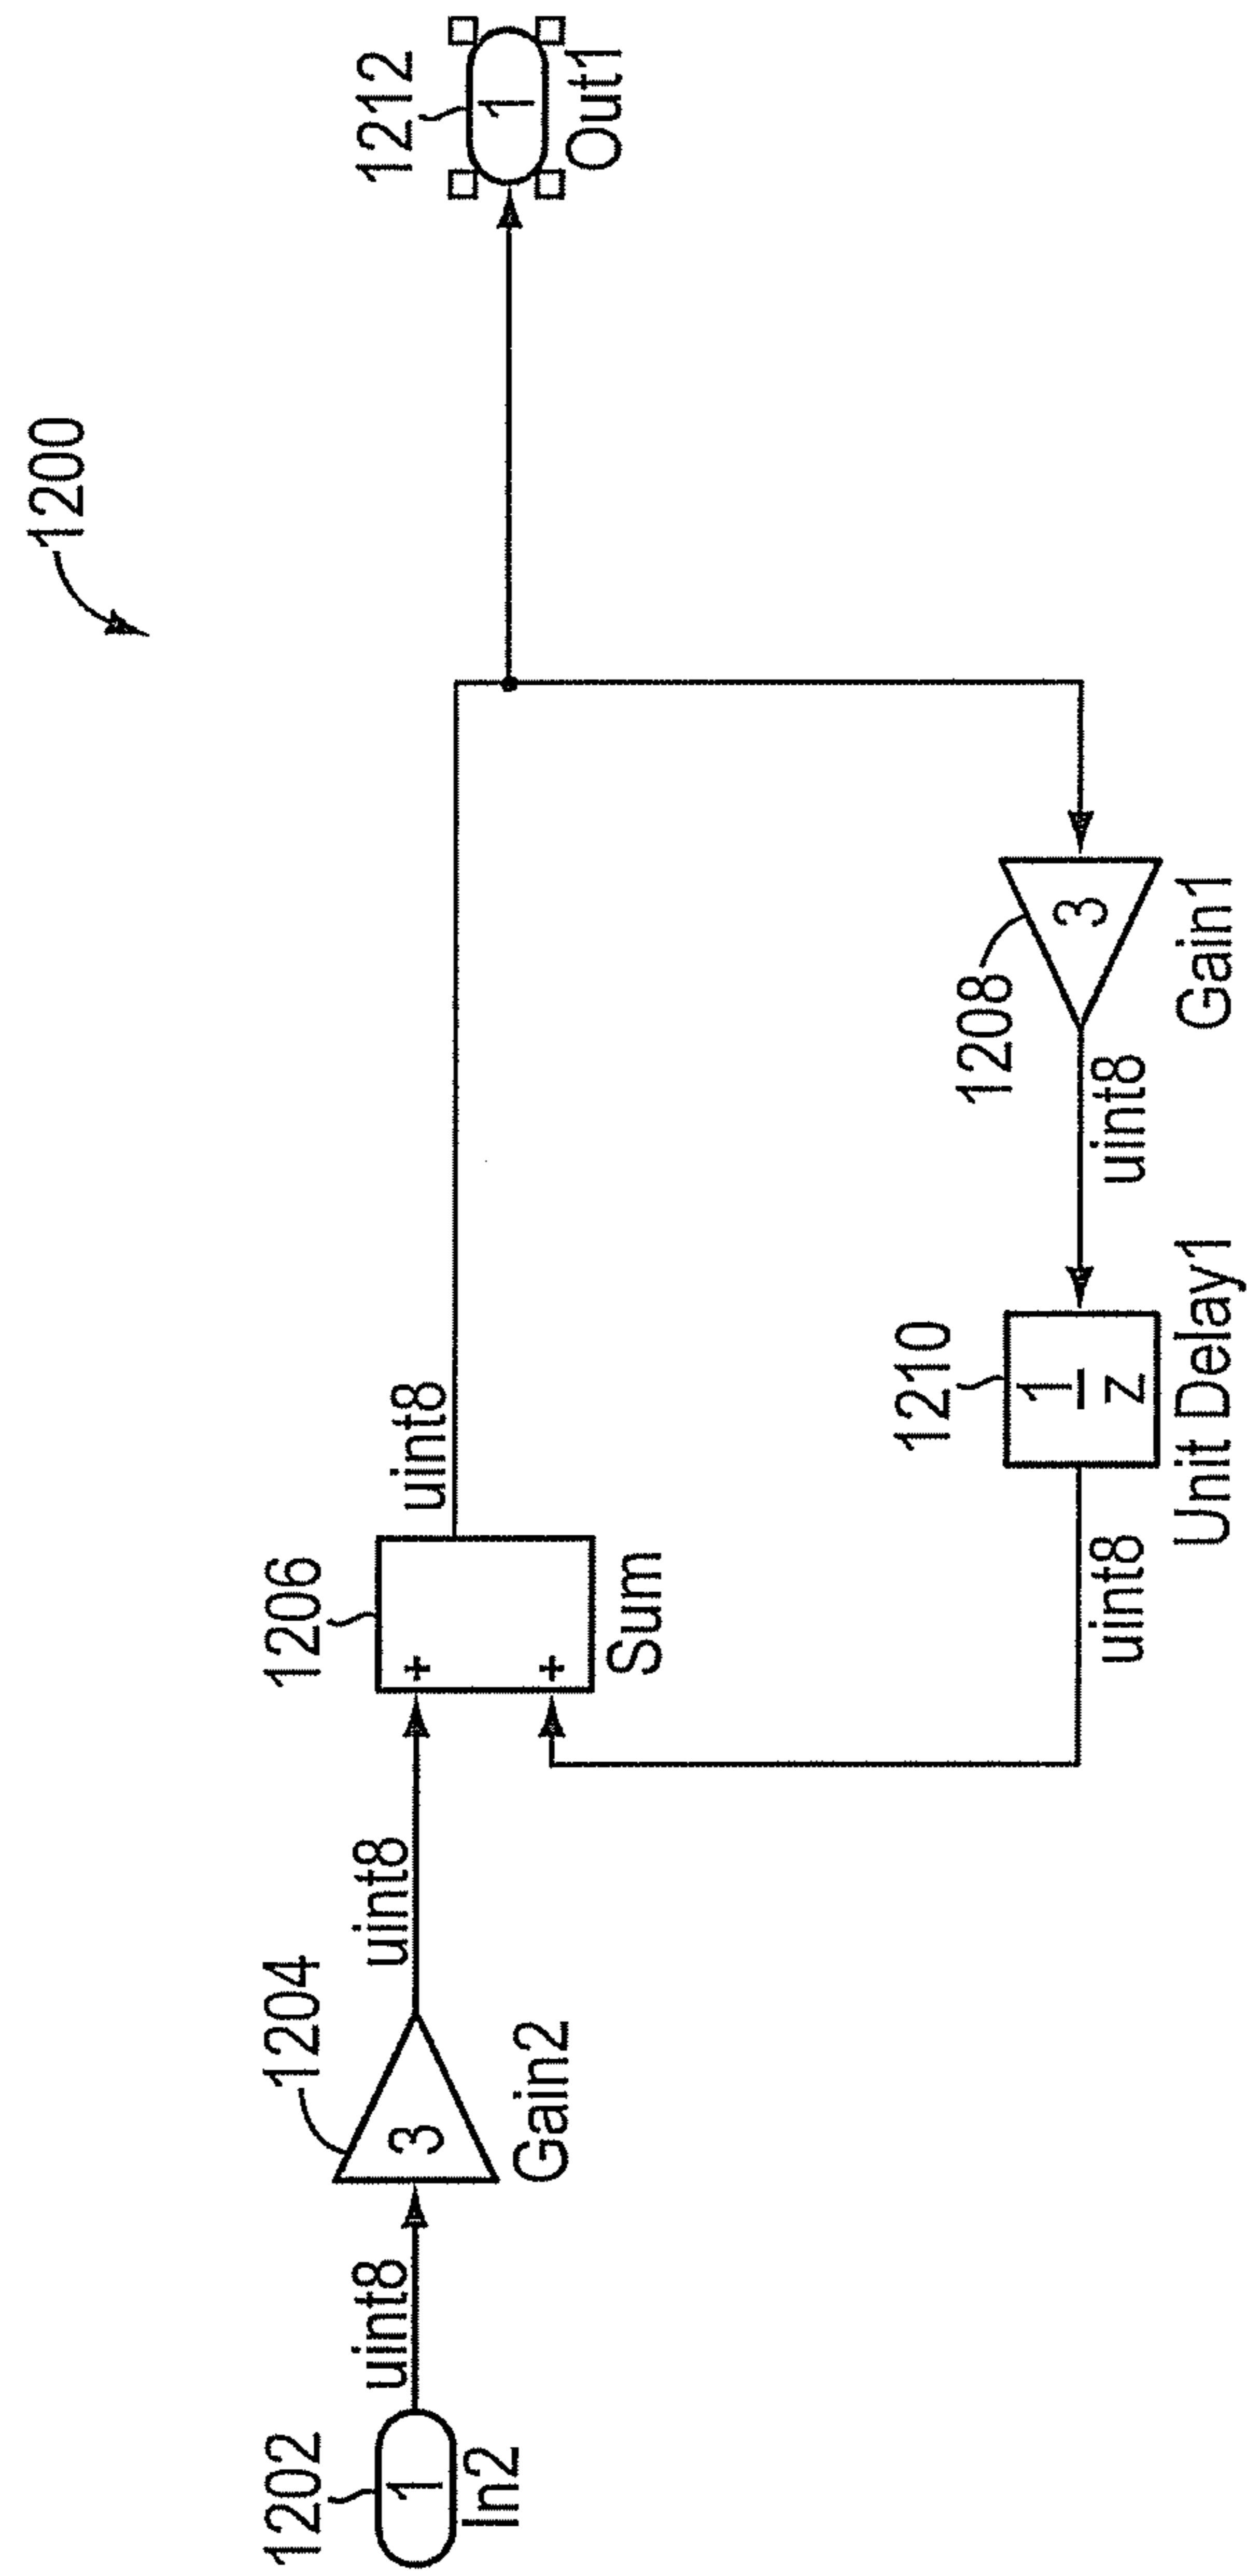 1200
1202
1
In2
uint8
1204
3
Gain2
uint8
1206
+
+
Sum
uint8
1212
1
Out1
1208
3
Gain1
uint8
1210
1
z
Unit Delay1
uint8